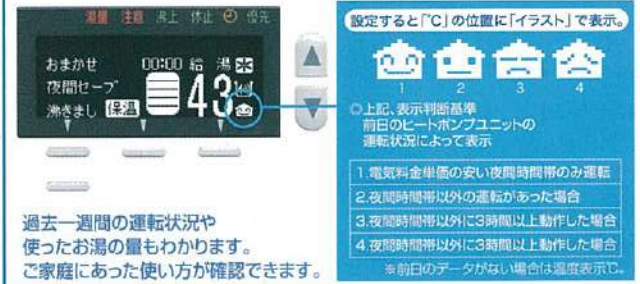 湯量 注意 沸上 休止 優先
おまかせ 00:00 給湯
夜間セーブ 43
沸きまし 保温
過去一週間の運転状況や
使ったお湯の量もわかります。
ご家庭にあった使い方が確認できます。
設定すると「℃」の位置に「イラスト」で表示。
1 2 3 4
◎上記、表示判断基準
前日のヒートポンプユニットの
運転状況によって表示
1.電気料金単価の安い夜間時間帯のみ運転
2.夜間時間帯以外の運転があった場合
3.夜間時間帯以外に3時間以上動作した場合
4.夜間時間帯以外に3時間以上動作した場合
※前日のデータがない場合は温度表示℃。